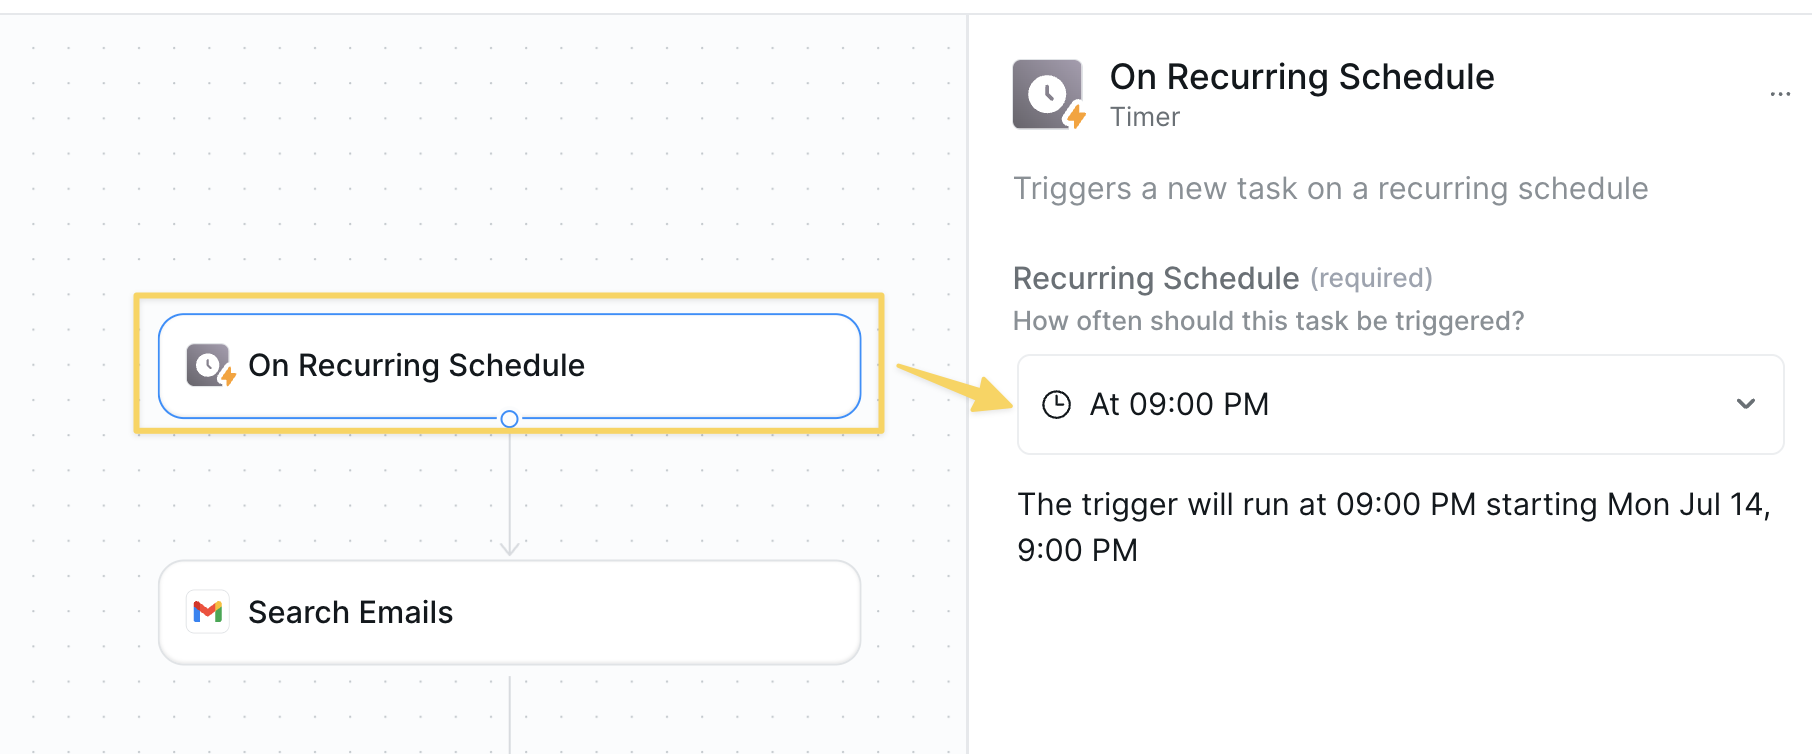 On Recurring Schedule
Search Emails
On Recurring Schedule
Timer
...
Triggers a new task on a recurring schedule
Recurring Schedule (required)
How often should this task be triggered?
At 09:00 PM
The trigger will run at 09:00 PM starting Mon Jul 14,
9:00 PM